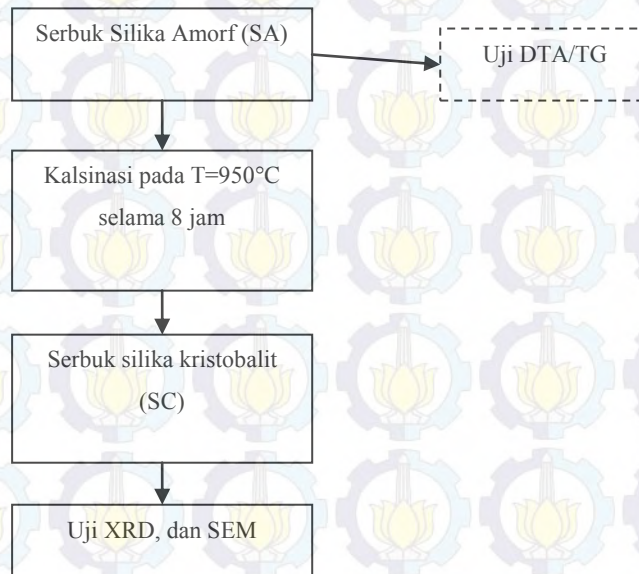 Serbuk Silika Amorf (SA)
Uji DTA/TG
Kalsinasi pada T=950°C
selama 8 jam
Serbuk silika kristobalit
(SC)
Uji XRD, dan SEM